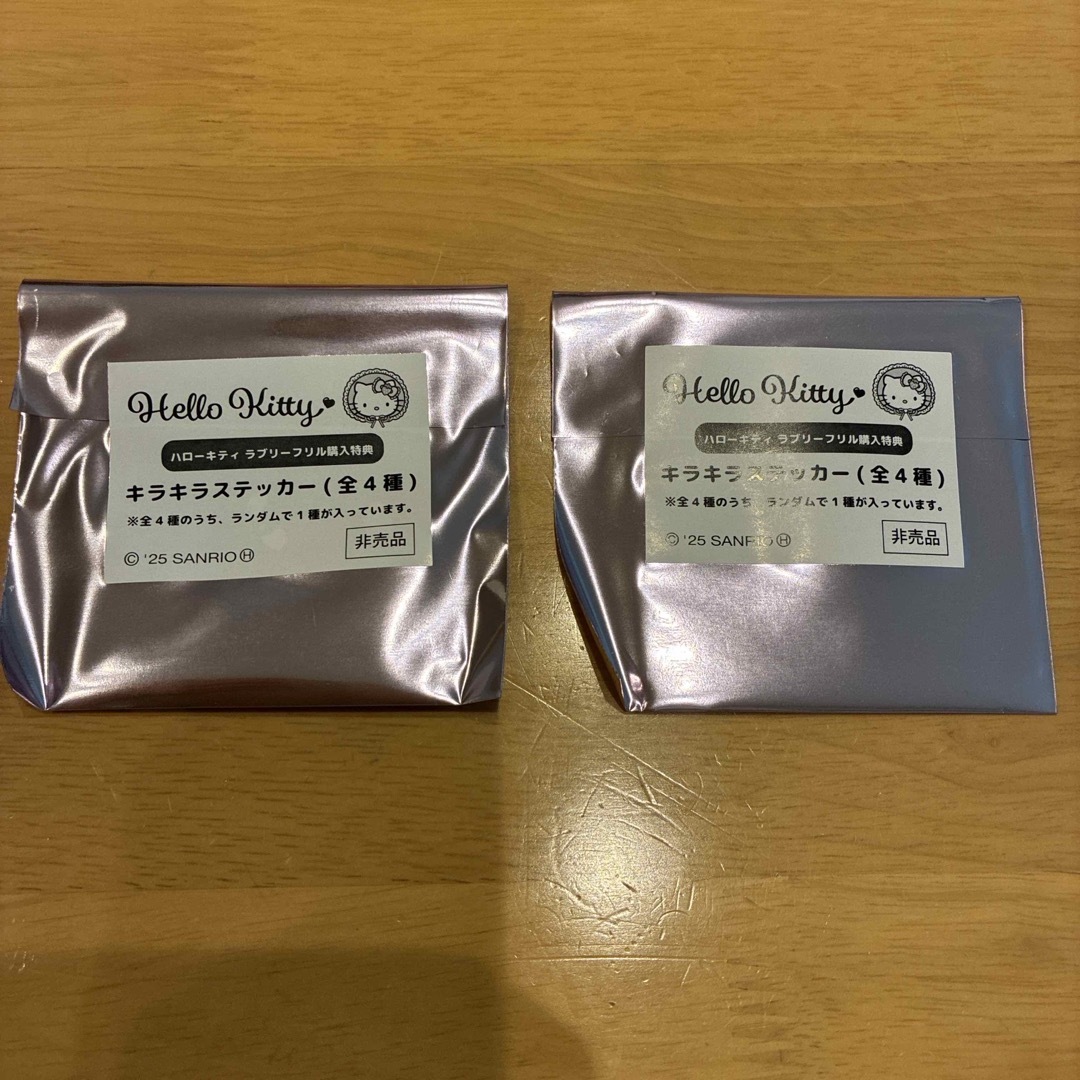 Hello Kitty
ハローキティ ラブリーフリル購入特典
キラキラステッカー(全4種)
※全4種のうち、ランダムで1種が入っています。
© '25 SANRIO Ⓗ
非売品
Hello Kitty
ハローキティ ラブリーフリル購入特典
キラキラステッカー(全4種)
※全4種のうち、ランダムで1種が入っています。
© '25 SANRIO Ⓗ
非売品